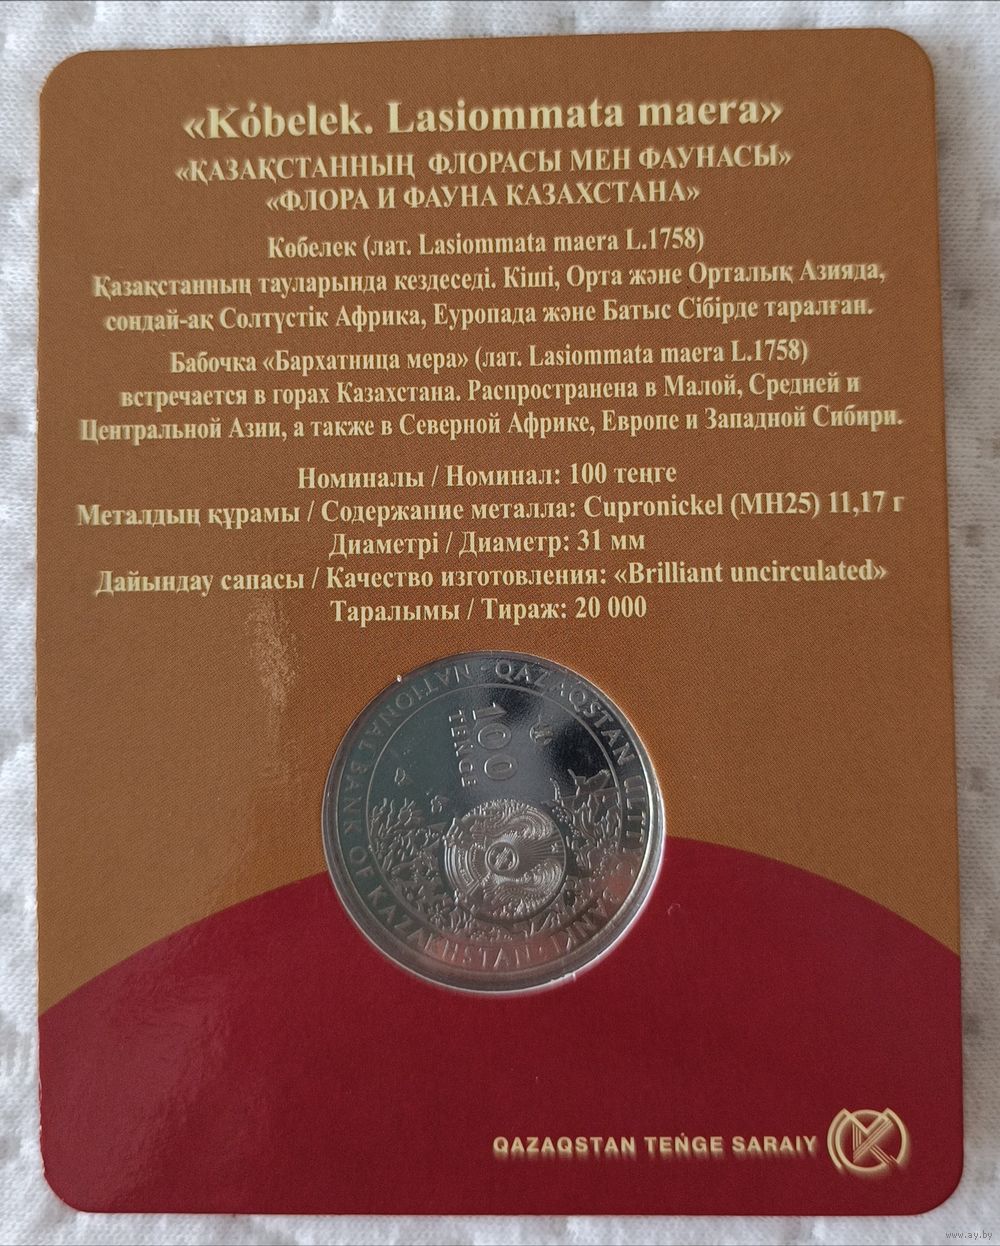 «Kóbelek. Lasiommata maera»
«ҚАЗАҚСТАННЫҢ ФЛОРАСЫ МЕН ФАУНАСЫ»
«ФЛОРА И ФАУНА КАЗАХСТАНА»
Көбелек (лат. Lasiommata maera L.1758)
Қазақстанның тауларында кездеседі. Кіші, Орта және Орталық Азияда,
сондай-ақ Солтүстік Африка, Еуропада және Батыс Сібірде таралған.
Бабочка «Бархатница мера» (лат. Lasiommata maera L.1758)
встречается в горах Казахстана. Распространена в Малой, Средней и
Центральной Азии, а также в Северной Африке, Европе и Западной Сибири.
Номиналы / Номинал: 100 теңге
Металдың құрамы / Содержание металла: Cupronickel (МН25) 11,17 г
Диаметрі / Диаметр: 31 мм
Дайындау сапасы / Качество изготовления: «Brilliant uncirculated»
Таралымы / Тираж: 20 000
QAZAQSTAN ULTTYQ BANKI
NATIONAL BANK OF KAZAKHSTAN
100
TEŃGE
QAZAQSTAN TEŃGE SARAIY
www.ay.by